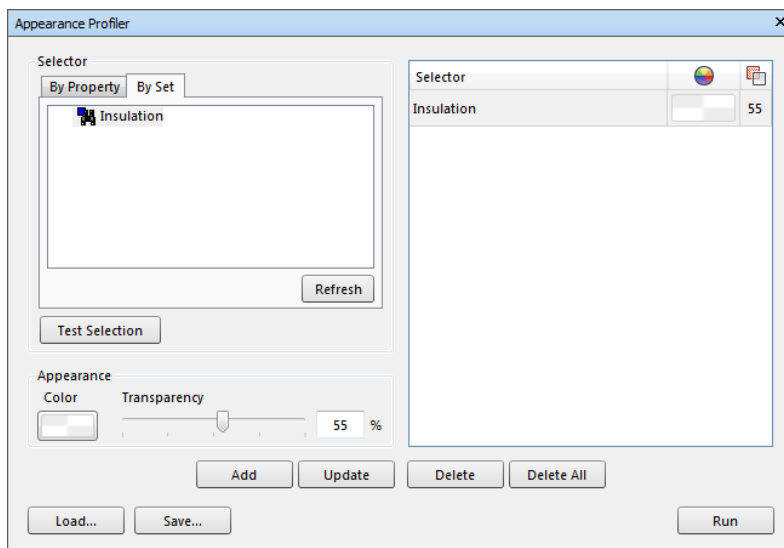 Appearance Profiler
Selector
By Property By Set
Insulation
Refresh
Test Selection
Appearance
Color Transparency
55 %
Selector
Insulation 55
Add Update Delete Delete All
Load... Save... Run